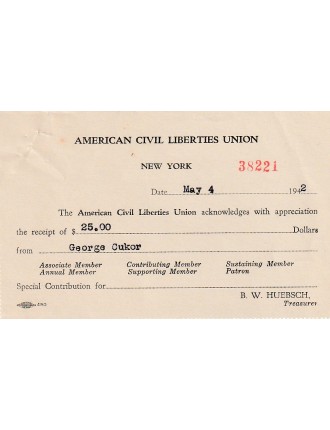 AMERICAN CIVIL LIBERTIES UNION
NEW YORK
38221
Date May 4 1942
The American Civil Liberties Union acknowledges with appreciation
the receipt of $ 25.00 Dollars
from George Cukor
Associate Member Contributing Member Sustaining Member
Annual Member Supporting Member Patron
Special Contribution for
B. W. HUEBSCH,
Treasurer